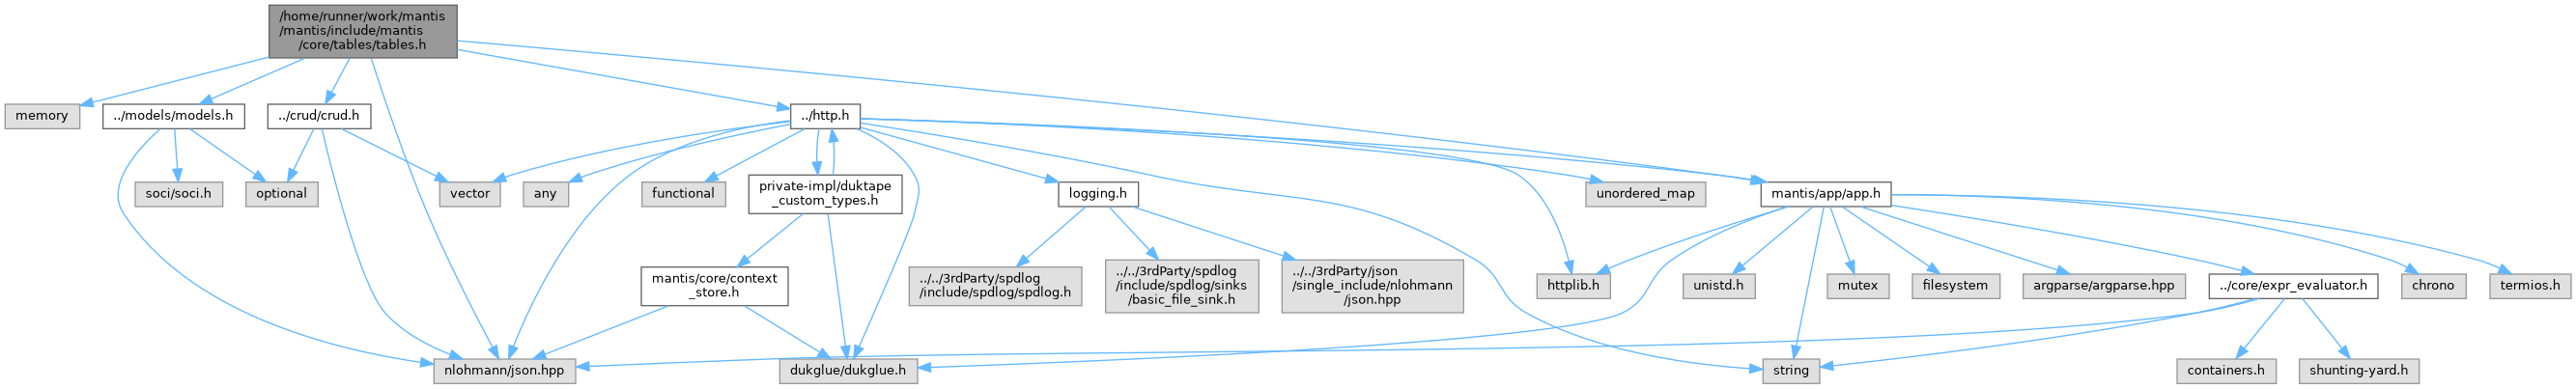 /home/runner/work/mantis
/mantis/include/mantis
/core/tables/tables.h
memory
../models/models.h
../crud/crud.h
../http.h
soci/soci.h
optional
vector
any
functional
private-impl/duktape
_custom_types.h
logging.h
unordered_map
mantis/app/app.h
mantis/core/context
_store.h
../../3rdParty/spdlog
/include/spdlog/spdlog.h
../../3rdParty/spdlog
/include/spdlog/sinks
/basic_file_sink.h
../../3rdParty/json
/single_include/nlohmann
/json.hpp
httplib.h
unistd.h
mutex
filesystem
argparse/argparse.hpp
../core/expr_evaluator.h
chrono
termios.h
nlohmann/json.hpp
dukglue/dukglue.h
string
containers.h
shunting-yard.h